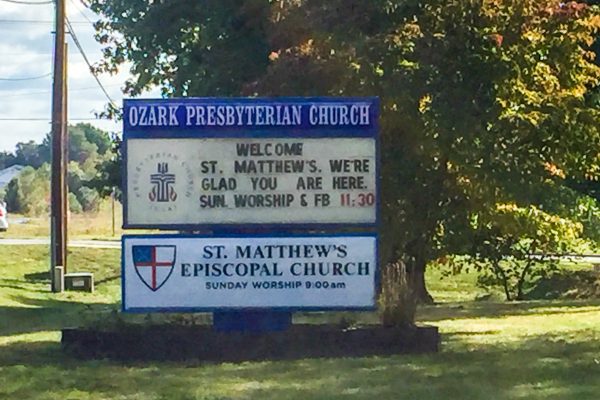 OZARK PRESBYTERIAN CHURCH
WELCOME
ST. MATTHEW'S. WE'RE
GLAD YOU ARE HERE.
SUN. WORSHIP & FB 11:30
ST. MATTHEW'S
EPISCOPAL CHURCH
SUNDAY WORSHIP 9:00am